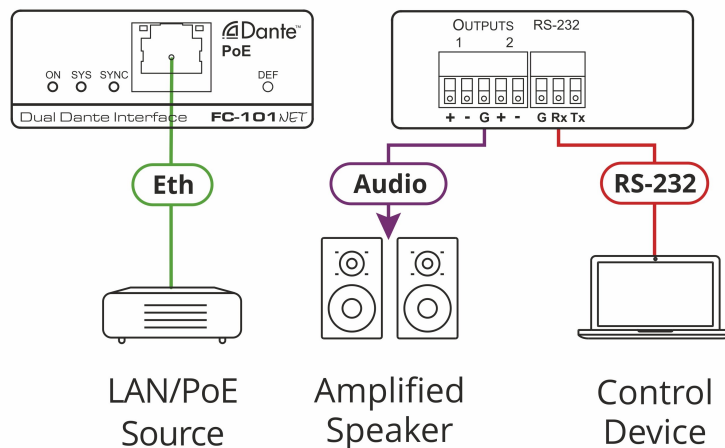 Dante™
PoE
ON SYS SYNC
DEF
Dual Dante Interface FC-101NET
OUTPUTS RS-232
1 2
+ - G + - G Rx Tx
Eth
Audio
RS-232
LAN/PoE
Source
Amplified
Speaker
Control
Device